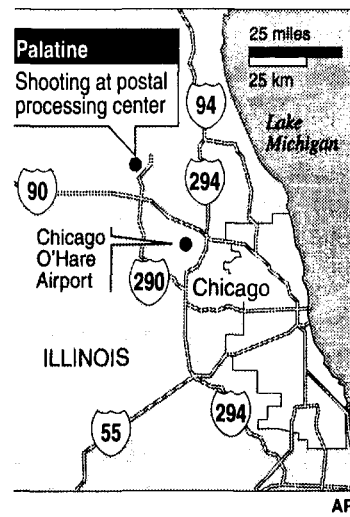 Palatine
Shooting at postal
processing center
25 miles
25 km
Lake
Michigan
94
294
90
Chicago
O'Hare
Airport
290
Chicago
ILLINOIS
294
55
AP